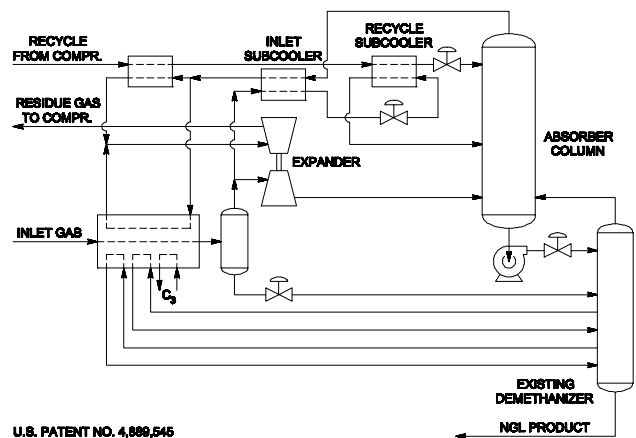 RECYCLE
FROM COMPR.
INLET
SUBCOOLER
RECYCLE
SUBCOOLER
RESIDUE GAS
TO COMPR.
EXPANDER
ABSORBER
COLUMN
INLET GAS
C3
EXISTING
DEMETHANIZER
NGL PRODUCT
U.S. PATENT NO. 4,889,545